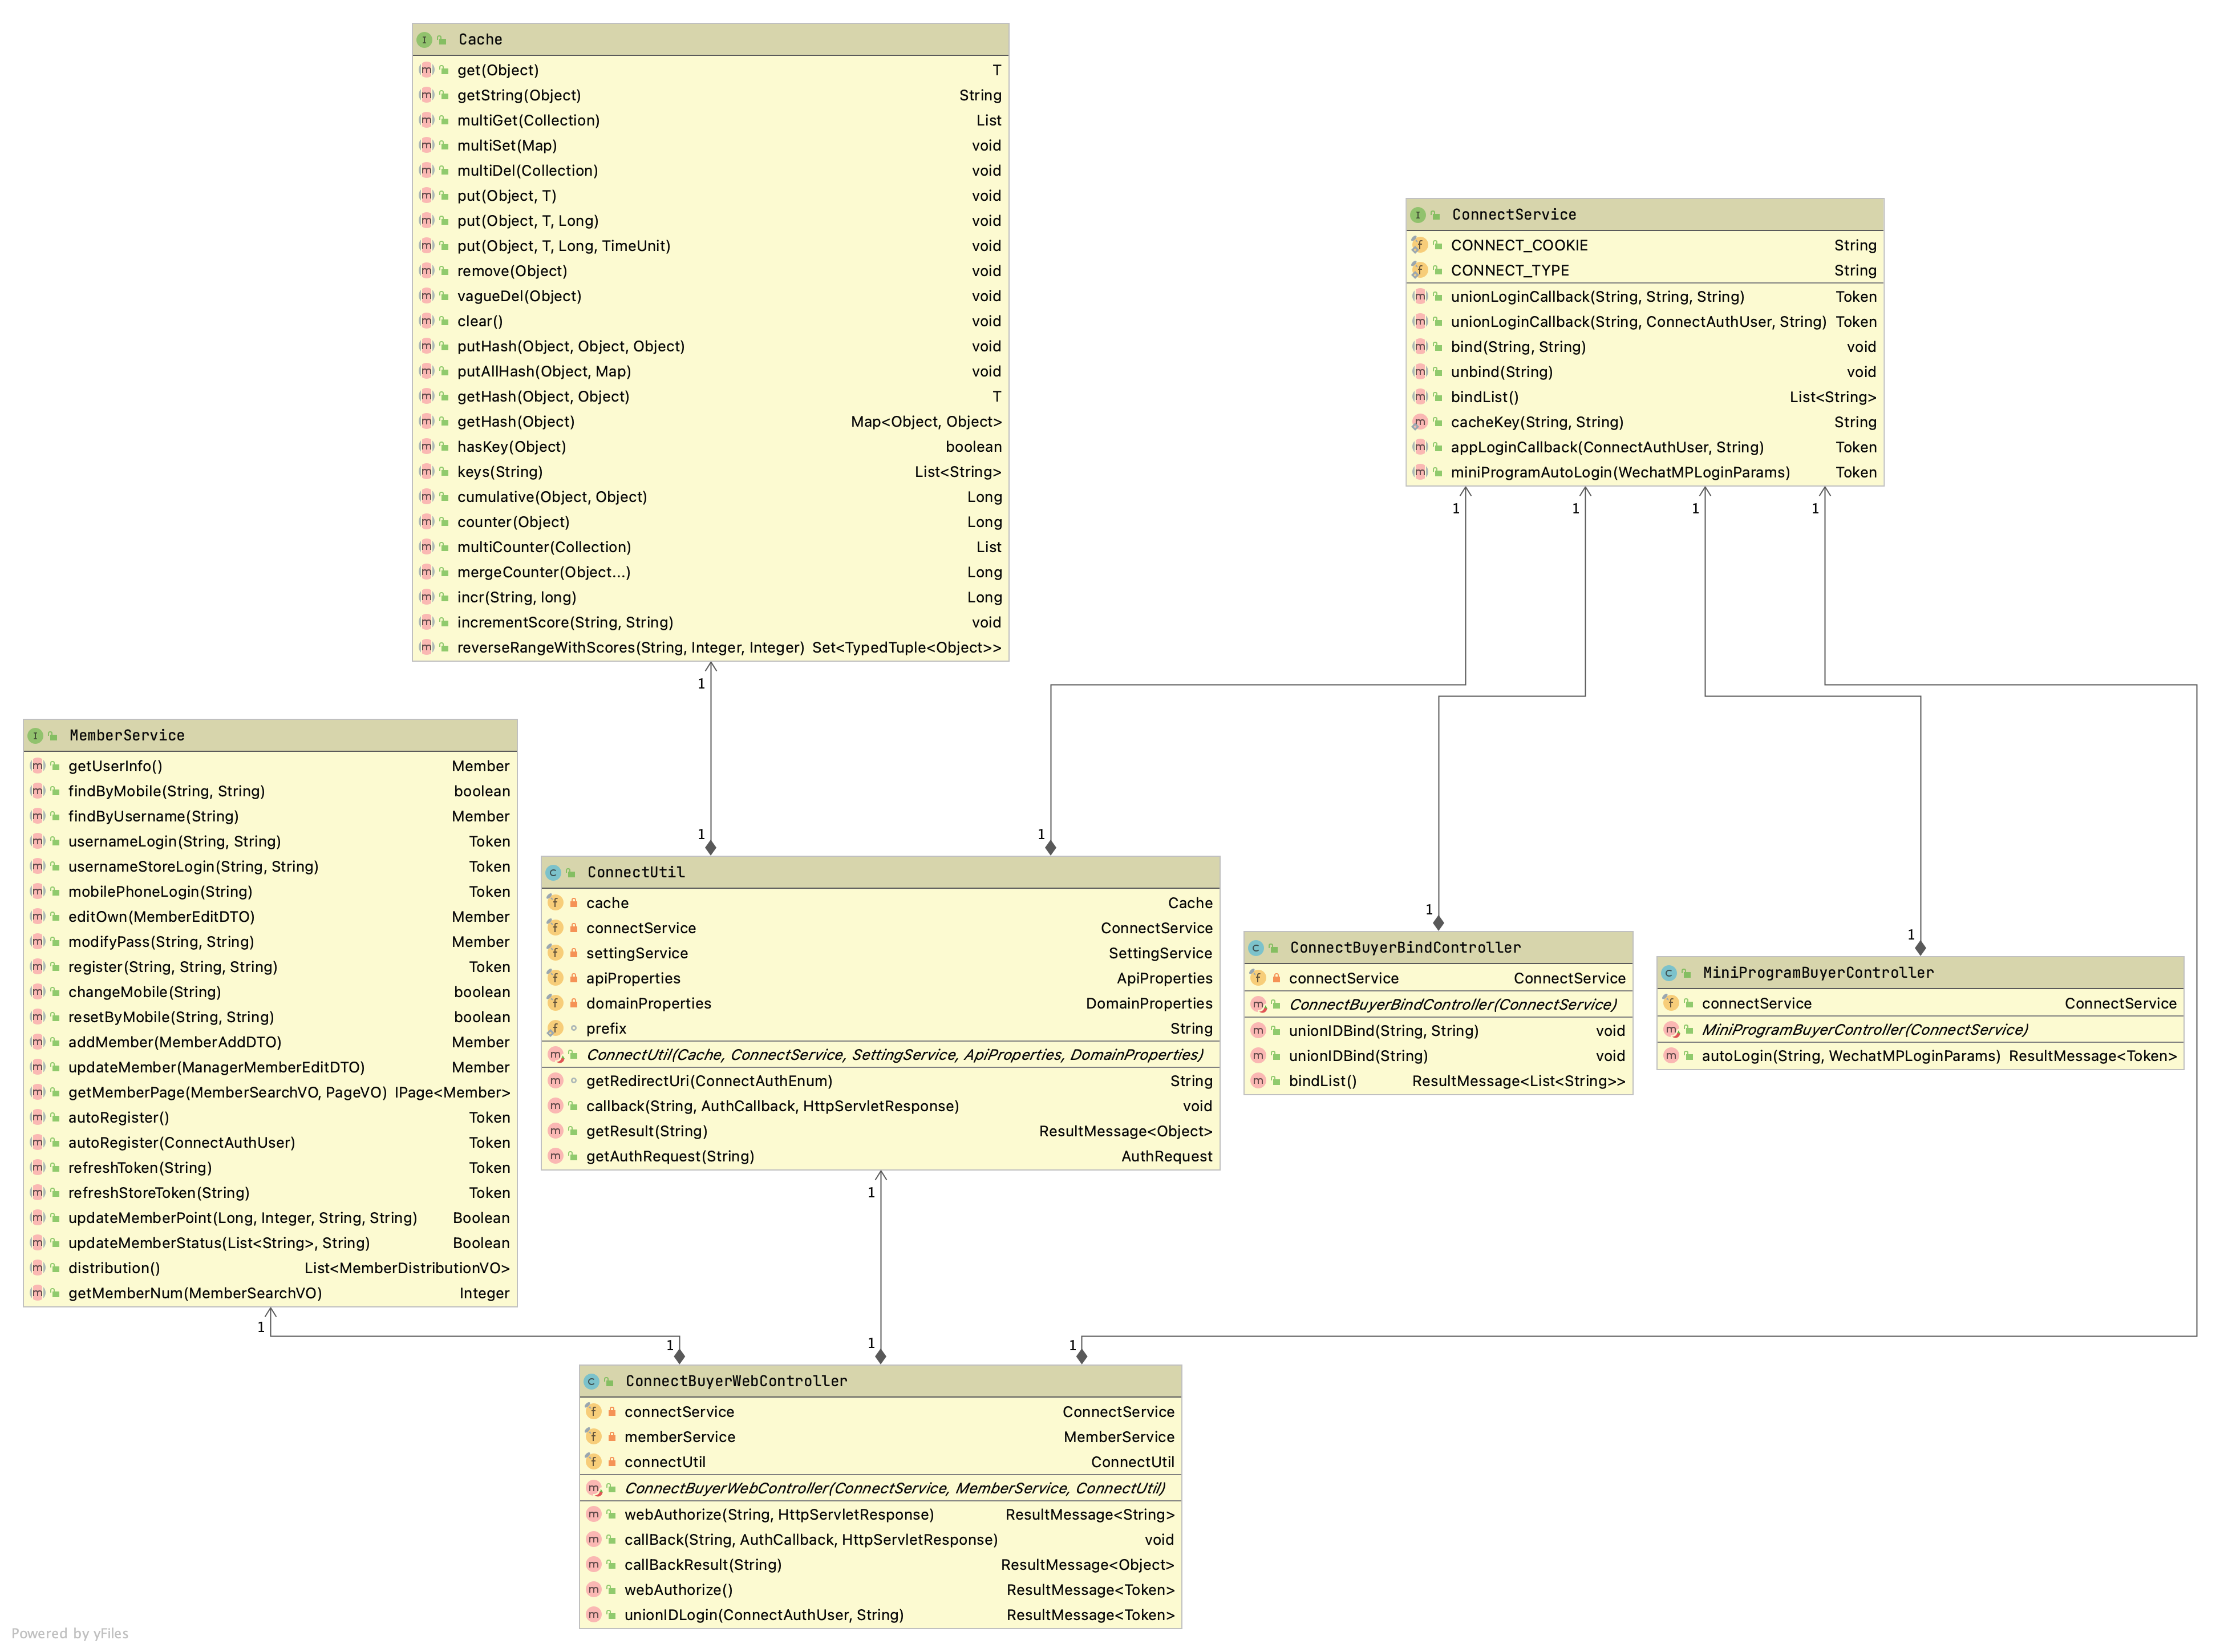 Cache
get(Object) T
getString(Object) String
multiGet(Collection) List
multiSet(Map) void
multiDel(Collection) void
put(Object, T) void
put(Object, T, Long) void
put(Object, T, Long, TimeUnit) void
remove(Object) void
vagueDel(Object) void
clear() void
putHash(Object, Object, Object) void
putAllHash(Object, Map) void
getHash(Object, Object) T
getHash(Object) Map<Object, Object>
hasKey(Object) boolean
keys(String) List<String>
cumulative(Object, Object) Long
counter(Object) Long
multiCounter(Collection) List
mergeCounter(Object...) Long
incr(String, long) Long
incrementScore(String, String) void
reverseRangeWithScores(String, Integer, Integer) Set<TypedTuple<Object>>
ConnectService
CONNECT_COOKIE String
CONNECT_TYPE String
unionLoginCallback(String, String, String) Token
unionLoginCallback(String, ConnectAuthUser, String) Token
bind(String, String) void
unbind(String) void
bindList() List<String>
cacheKey(String, String) String
appLoginCallback(ConnectAuthUser, String) Token
miniProgramAutoLogin(WechatMPLoginParams) Token
1
1
1
1
1
MemberService
getUserInfo() Member
findByMobile(String, String) boolean
findByUsername(String) Member
usernameLogin(String, String) Token
usernameStoreLogin(String, String) Token
mobilePhoneLogin(String) Token
editOwn(MemberEditDTO) Member
modifyPass(String, String) Member
register(String, String, String) Token
changeMobile(String) boolean
resetByMobile(String, String) boolean
addMember(MemberAddDTO) Member
updateMember(ManagerMemberEditDTO) Member
getMemberPage(MemberSearchVO, PageVO) IPage<Member>
autoRegister() Token
autoRegister(ConnectAuthUser) Token
refreshToken(String) Token
refreshStoreToken(String) Token
updateMemberPoint(Long, Integer, String, String) Boolean
updateMemberStatus(List<String>, String) Boolean
distribution() List<MemberDistributionVO>
getMemberNum(MemberSearchVO) Integer
1
1
ConnectUtil
cache Cache
connectService ConnectService
settingService SettingService
apiProperties ApiProperties
domainProperties DomainProperties
prefix String
ConnectUtil(Cache, ConnectService, SettingService, ApiProperties, DomainProperties)
getRedirectUri(ConnectAuthEnum) String
callback(String, AuthCallback, HttpServletResponse) void
getResult(String) ResultMessage<Object>
getAuthRequest(String) AuthRequest
1
ConnectBuyerBindController
connectService ConnectService
ConnectBuyerBindController(ConnectService)
unionIDBind(String, String) void
unionIDBind(String) void
bindList() ResultMessage<List<String>>
1
MiniProgramBuyerController
connectService ConnectService
MiniProgramBuyerController(ConnectService)
autoLogin(String, WechatMPLoginParams) ResultMessage<Token>
1
1
1
1
1
ConnectBuyerWebController
connectService ConnectService
memberService MemberService
connectUtil ConnectUtil
ConnectBuyerWebController(ConnectService, MemberService, ConnectUtil)
webAuthorize(String, HttpServletResponse) ResultMessage<String>
callBack(String, AuthCallback, HttpServletResponse) void
callBackResult(String) ResultMessage<Object>
webAuthorize() ResultMessage<Token>
unionIDLogin(ConnectAuthUser, String) ResultMessage<Token>
Powered by yFiles